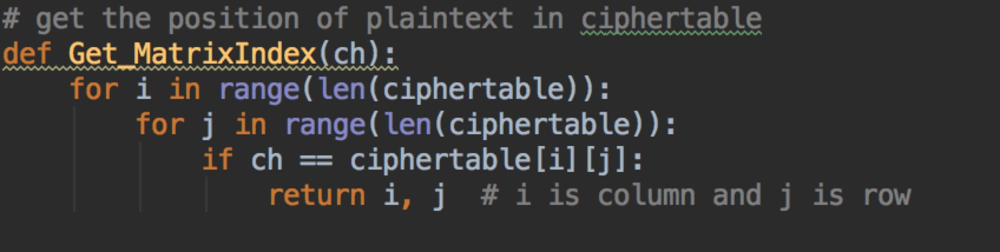 # get the position of plaintext in ciphertable
def Get_MatrixIndex(ch):
    for i in range(len(ciphertable)):
        for j in range(len(ciphertable)):
            if ch == ciphertable[i][j]:
                return i, j  # i is column and j is row